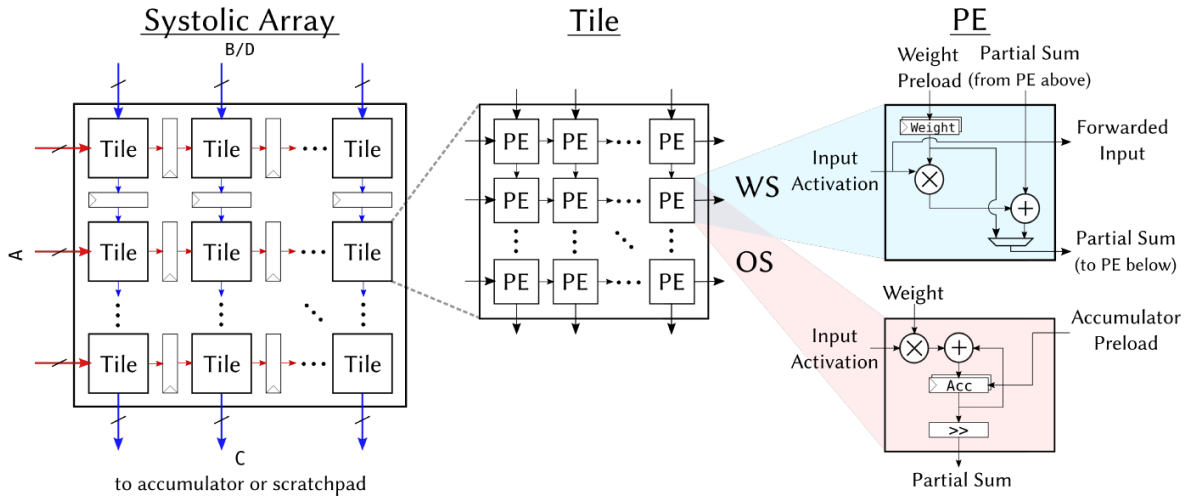 Systolic Array
B/D
Tile
Tile
Tile
Tile
Tile
Tile
Tile
Tile
Tile
A
C
to accumulator or scratchpad
Tile
PE
PE
PE
PE
PE
PE
PE
PE
PE
WS
OS
PE
Weight
Preload
Partial Sum
(from PE above)
Weight
Forwarded
Input
Input
Activation
Partial Sum
(to PE below)
Weight
Input
Activation
Accumulator
Preload
Acc
>>
Partial Sum